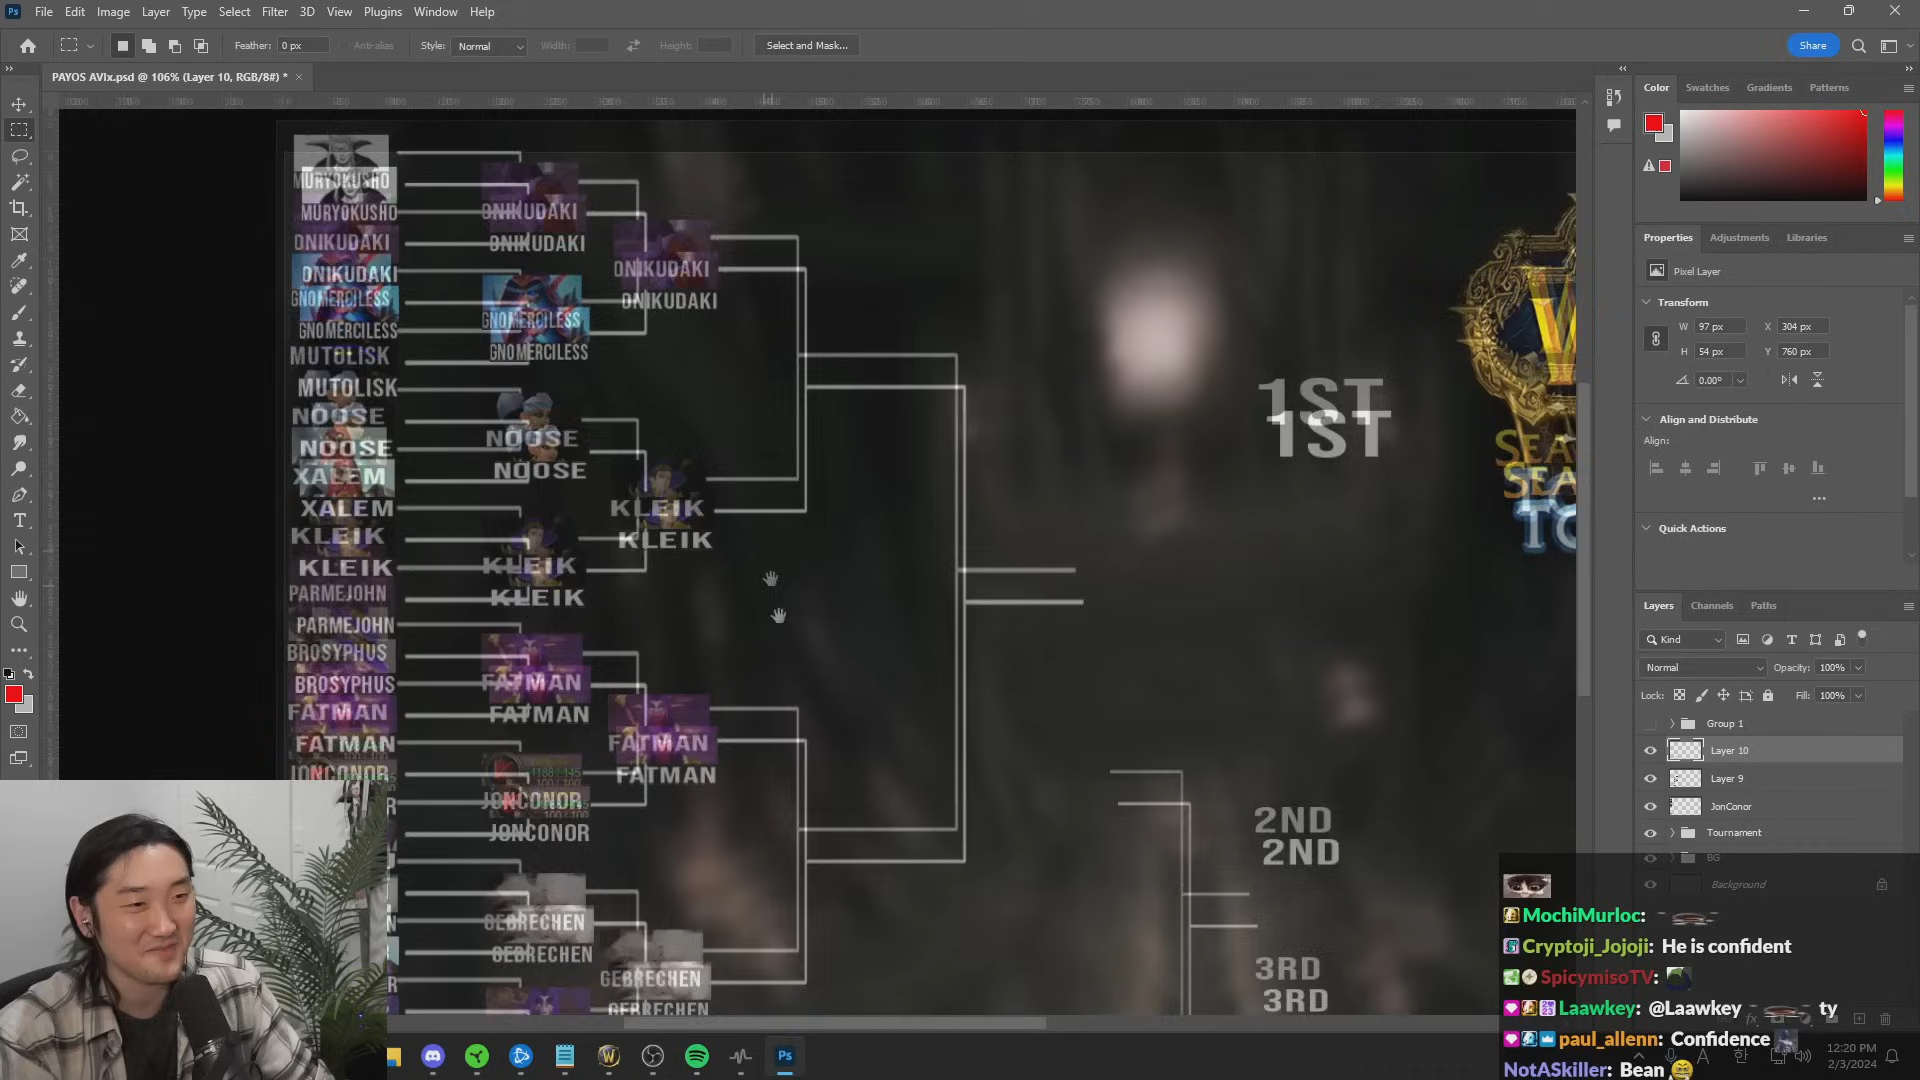 File Edit Image Layer Type Select Filter 3D View Plugins Window Help
Feather: 0 px Anti-alias Style: Normal Width: Height: Select and Mask... Share
PAYOS AVIx.psd @ 106% (Layer 10, RGB/8#) * ×
Color Swatches Gradients Patterns
Properties Adjustments Libraries
Pixel Layer
Transform
W 97 px X 304 px
H 54 px Y 760 px
0.00°
Align and Distribute
Align:
Quick Actions
Layers Channels Paths
Kind
Normal Opacity: 100%
Lock: Fill: 100%
Group 1
Layer 10
Layer 9
JonConor
Tournament
BG
Background
MURYOKUSHO
MURYOKUSHO
ONIKUDAKI
ONIKUDAKI
GNOMERCILESS
GNOMERCILESS
MUTOLISK
MUTOLISK
NOOSE
NOOSE
XALEM
XALEM
KLEIK
KLEIK
PARMEJOHN
PARMEJOHN
BROSYPHUS
BROSYPHUS
FATMAN
FATMAN
JONCONOR
ONIKUDAKI
ONIKUDAKI
GNOMERCILESS
GNOMERCILESS
NOOSE
NOOSE
KLEIK
KLEIK
FATMAN
FATMAN
JONCONOR
JONCONOR
GEBRECHEN
GEBRECHEN
ONIKUDAKI
ONIKUDAKI
KLEIK
KLEIK
FATMAN
FATMAN
GEBRECHEN
GEBRECHEN
1ST
1ST
2ND
2ND
3RD
3RD
W
SEA
SEA
TO
MochiMurloc:
Cryptoji_Jojoji: He is confident
SpicymisoTV:
Laawkey: @Laawkey ty
paul_allenn: Confidence
NotASkiller: Bean
A 한
12:20 PM
2/3/2024